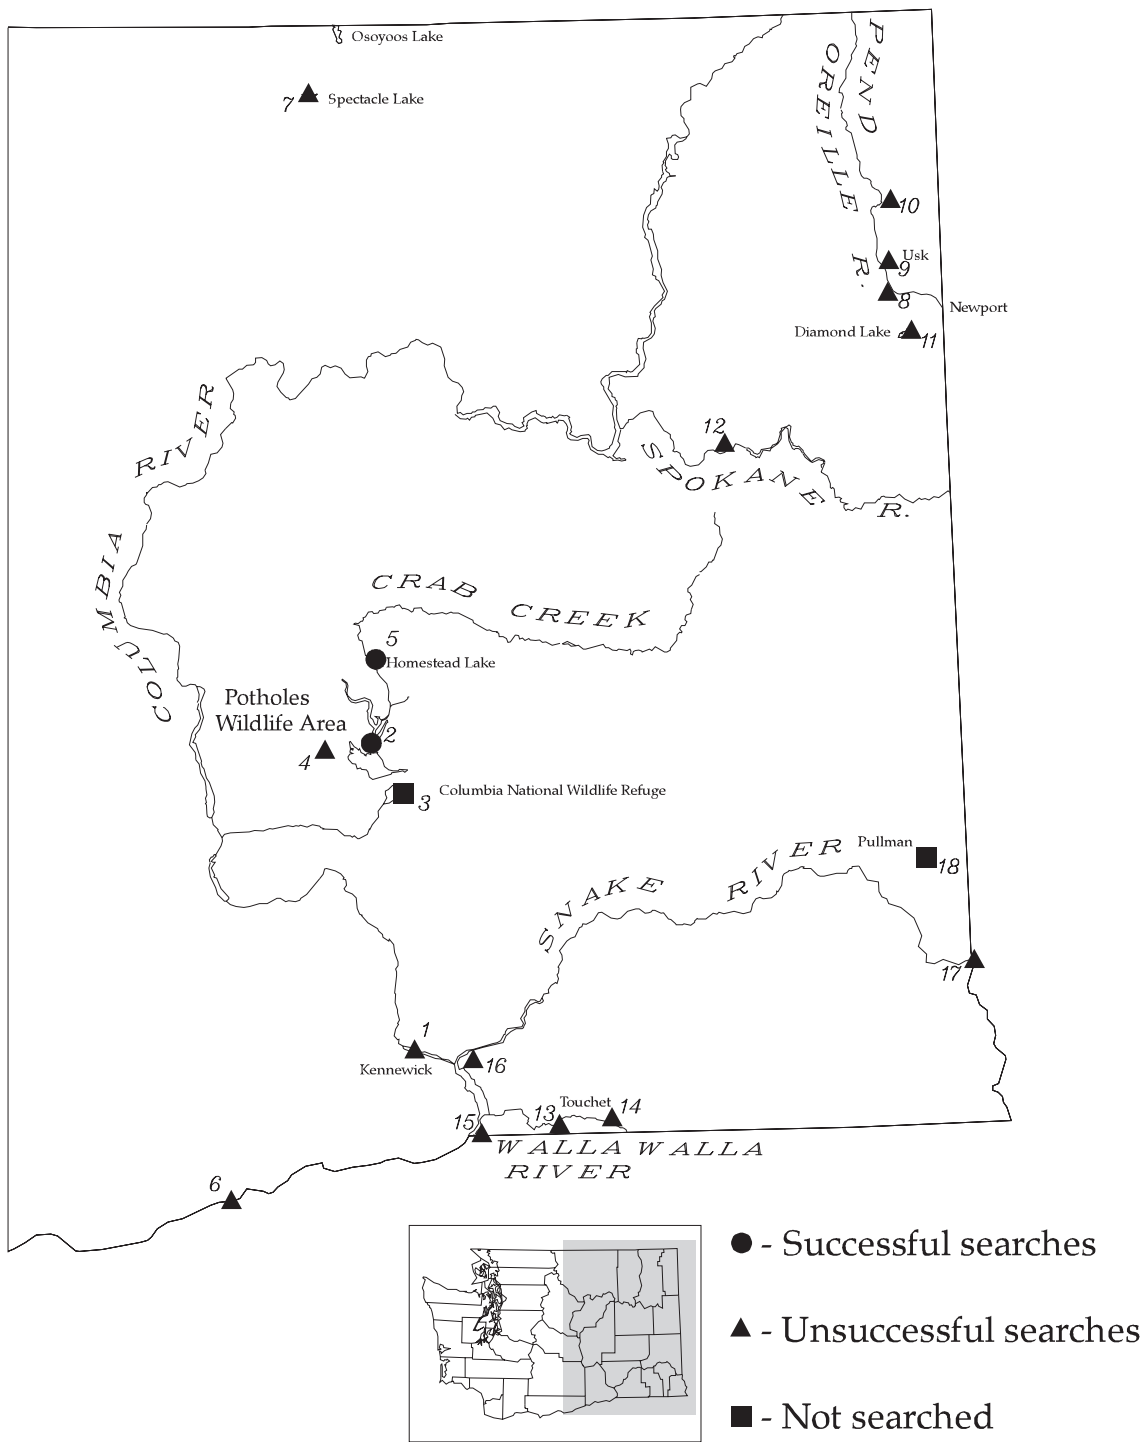 Osoyoos Lake
7
Spectacle Lake
PEND
OREILLE R.
10
Usk
9
8
Newport
Diamond Lake
11
12
SPOKANE R.
COLUMBIA RIVER
CRAB CREEK
5
Homestead Lake
Potholes
Wildlife Area
2
4
3
Columbia National Wildlife Refuge
Pullman
18
SNAKE RIVER
17
1
Kennewick
16
Touchet
13
14
15
WALLA WALLA
RIVER
6
- Successful searches
- Unsuccessful searches
- Not searched